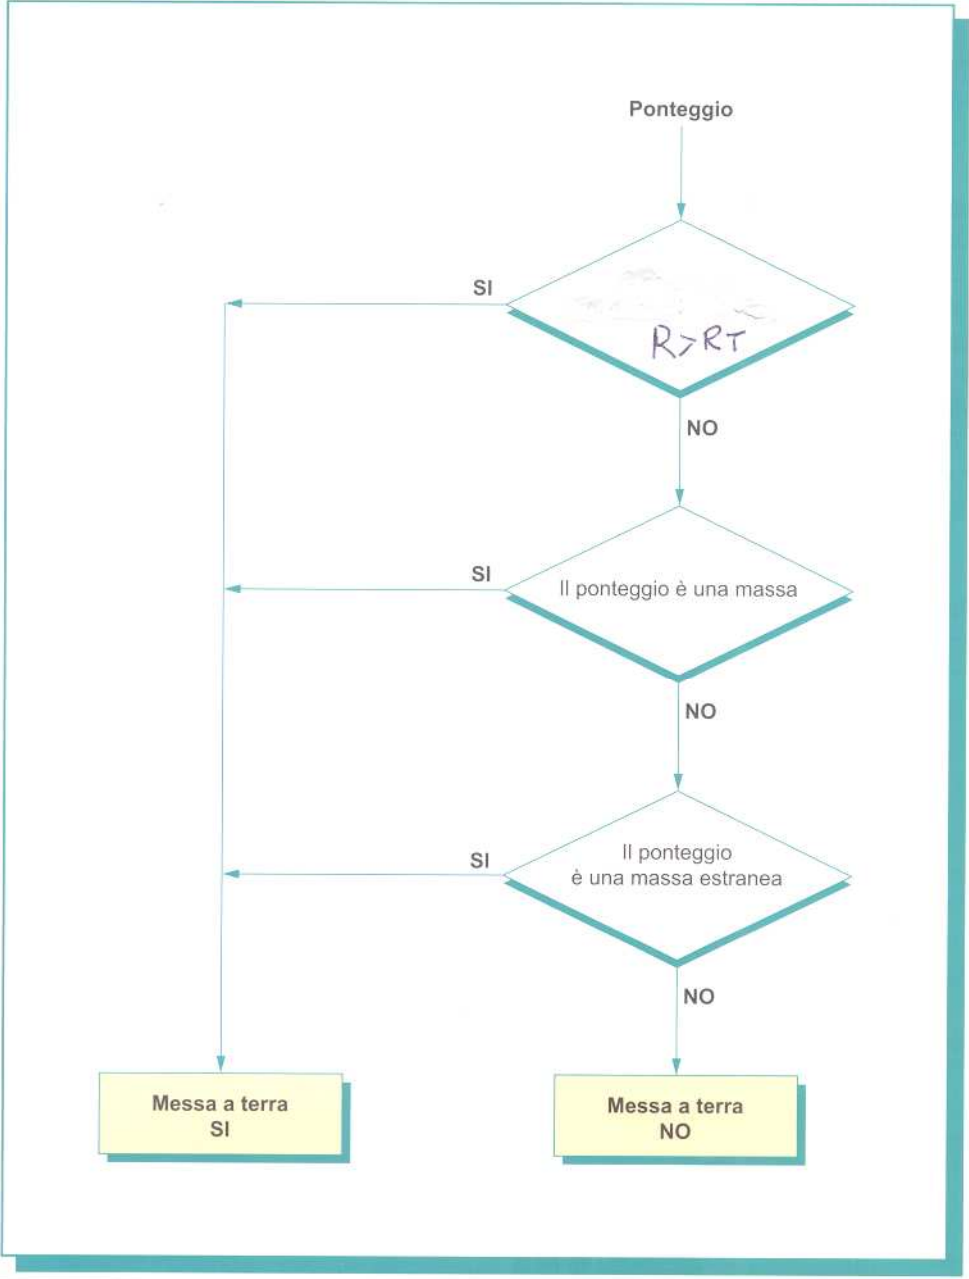 Ponteggio
SI
R>RT
NO
SI
Il ponteggio è una massa
NO
SI
Il ponteggio
è una massa estranea
NO
Messa a terra
SI
Messa a terra
NO